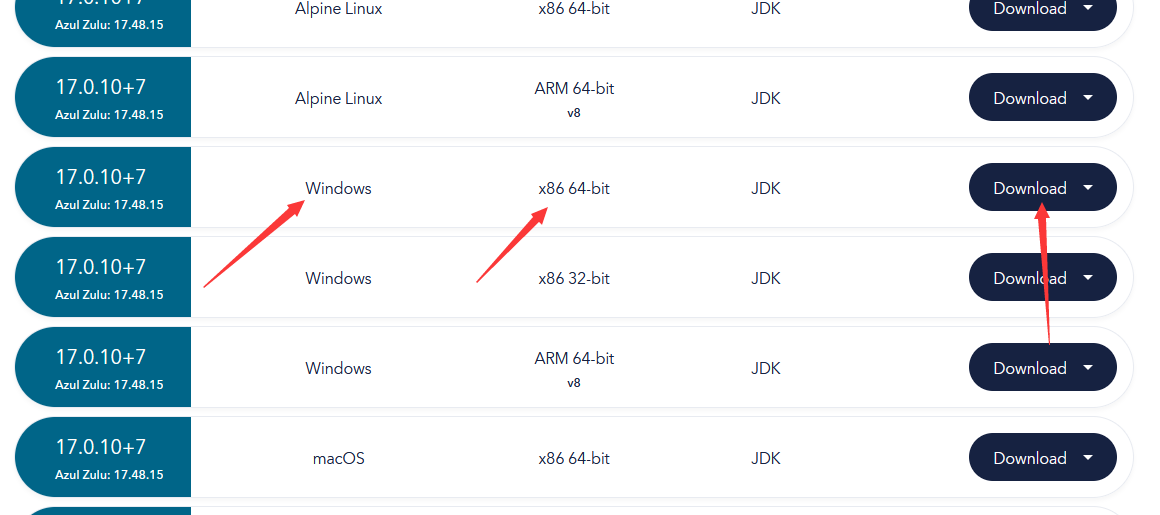 17.0.10+7
Azul Zulu: 17.48.15
Alpine Linux
x86 64-bit
JDK
Download
17.0.10+7
Azul Zulu: 17.48.15
Alpine Linux
ARM 64-bit
v8
JDK
Download
17.0.10+7
Azul Zulu: 17.48.15
Windows
x86 64-bit
JDK
Download
17.0.10+7
Azul Zulu: 17.48.15
Windows
x86 32-bit
JDK
Download
17.0.10+7
Azul Zulu: 17.48.15
Windows
ARM 64-bit
v8
JDK
Download
17.0.10+7
Azul Zulu: 17.48.15
macOS
x86 64-bit
JDK
Download